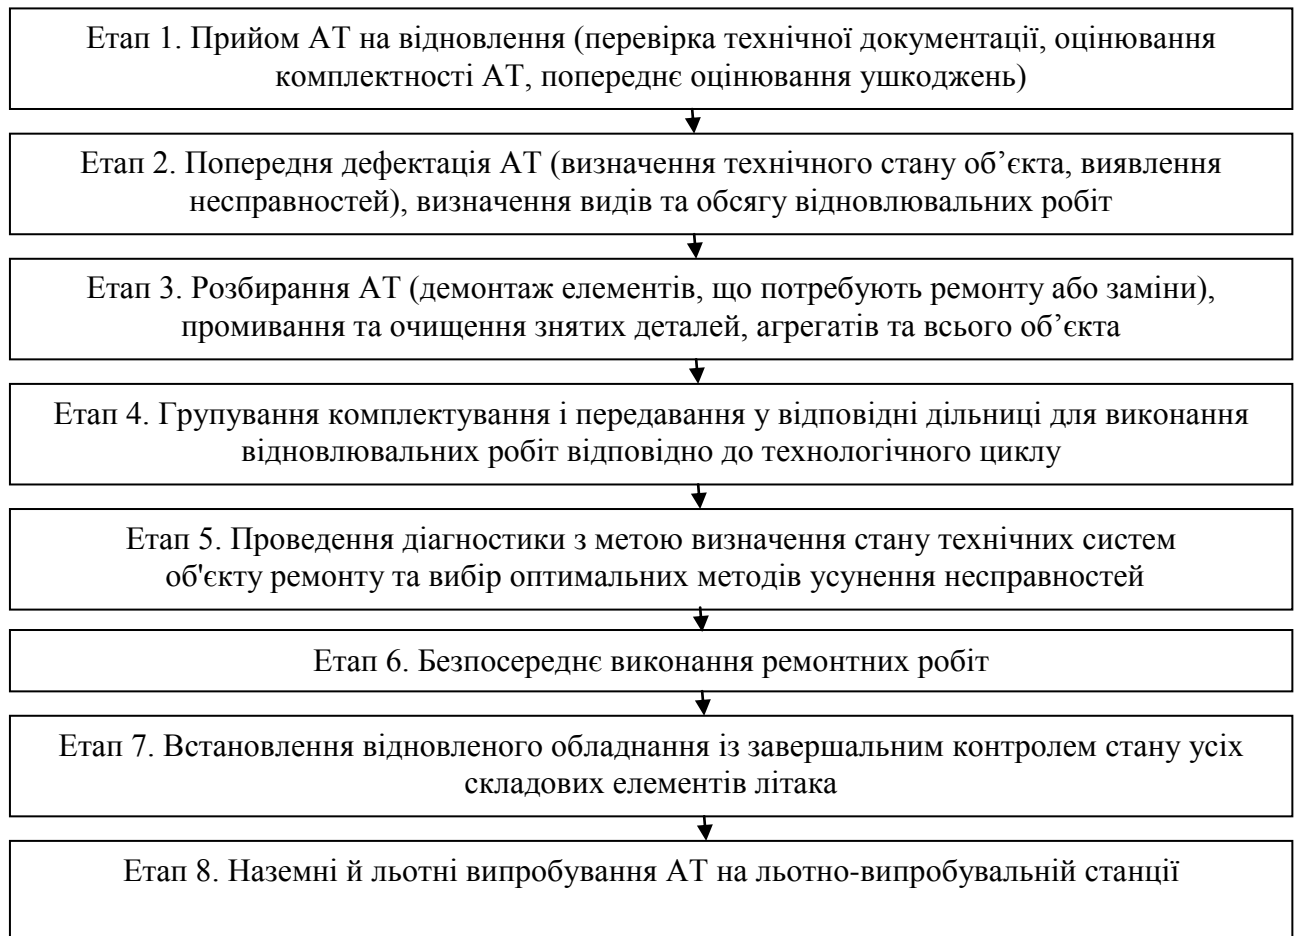 Етап 1. Прийом АТ на відновлення (перевірка технічної документації, оцінювання
комплектності АТ, попереднє оцінювання ушкоджень)
Етап 2. Попередня дефектація АТ (визначення технічного стану об’єкта, виявлення
несправностей), визначення видів та обсягу відновлювальних робіт
Етап 3. Розбирання АТ (демонтаж елементів, що потребують ремонту або заміни),
промивання та очищення знятих деталей, агрегатів та всього об’єкта
Етап 4. Групування комплектування і передавання у відповідні дільниці для виконання
відновлювальних робіт відповідно до технологічного циклу
Етап 5. Проведення діагностики з метою визначення стану технічних систем
об'єкту ремонту та вибір оптимальних методів усунення несправностей
Етап 6. Безпосереднє виконання ремонтних робіт
Етап 7. Встановлення відновленого обладнання із завершальним контролем стану усіх
складових елементів літака
Етап 8. Наземні й льотні випробування АТ на льотно-випробувальній станції